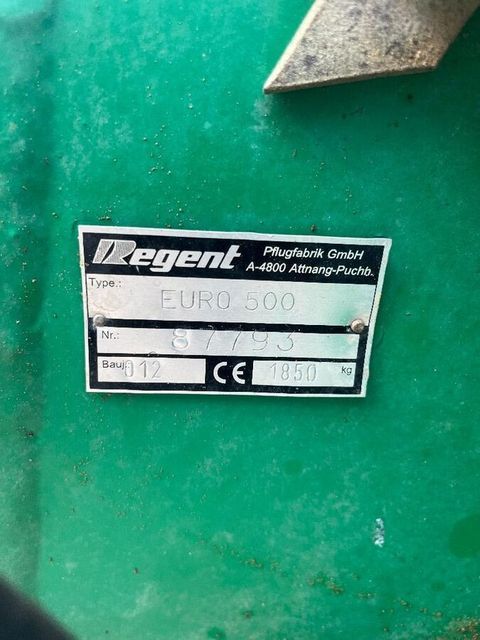 Regent Pflugfabrik GmbH
A-4800 Attnang-Puchb.
Type.:
EURO 500
Nr.: 87793
Bauj. 012 CE 1850 kg